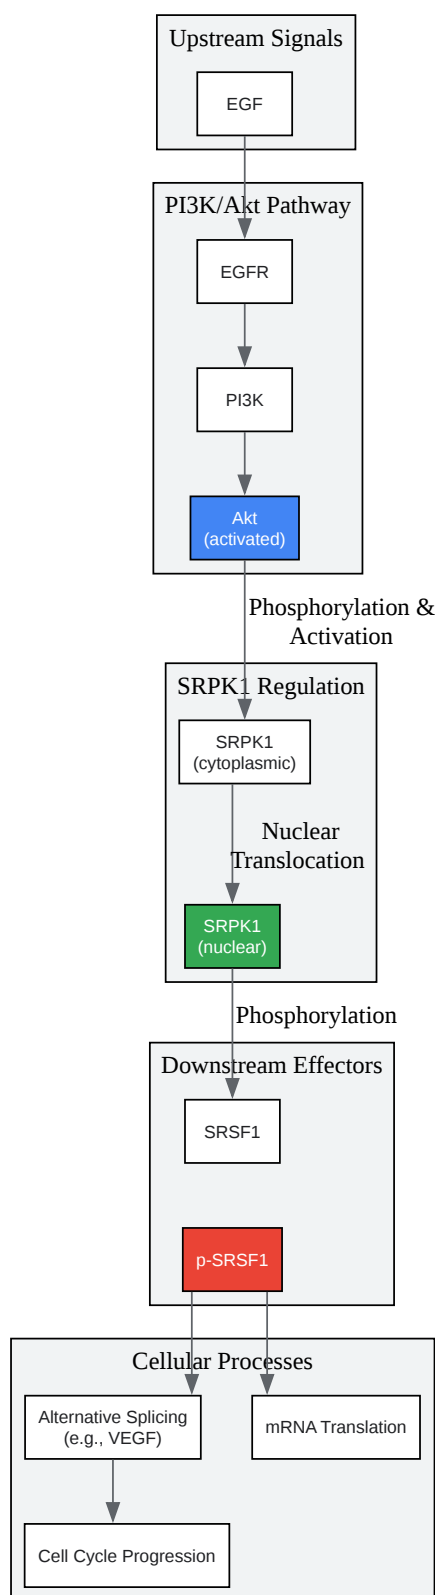 Upstream Signals
EGF
PI3K/Akt Pathway
EGFR
PI3K
Akt
(activated)
Phosphorylation &
Activation
SRPK1 Regulation
SRPK1
(cytoplasmic)
Nuclear
Translocation
SRPK1
(nuclear)
Phosphorylation
Downstream Effectors
SRSF1
p-SRSF1
Cellular Processes
Alternative Splicing
(e.g., VEGF)
mRNA Translation
Cell Cycle Progression